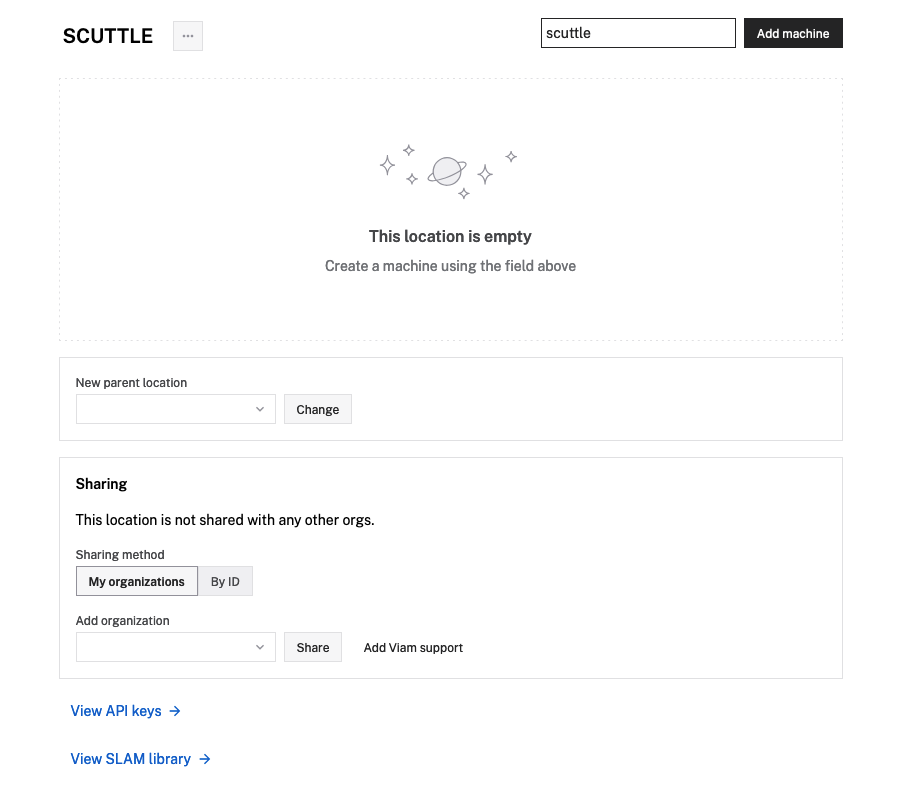 SCUTTLE
scuttle
Add machine
This location is empty
Create a machine using the field above
New parent location
Change
Sharing
This location is not shared with any other orgs.
Sharing method
My organizations By ID
Add organization
Share Add Viam support
View API keys →
View SLAM library →